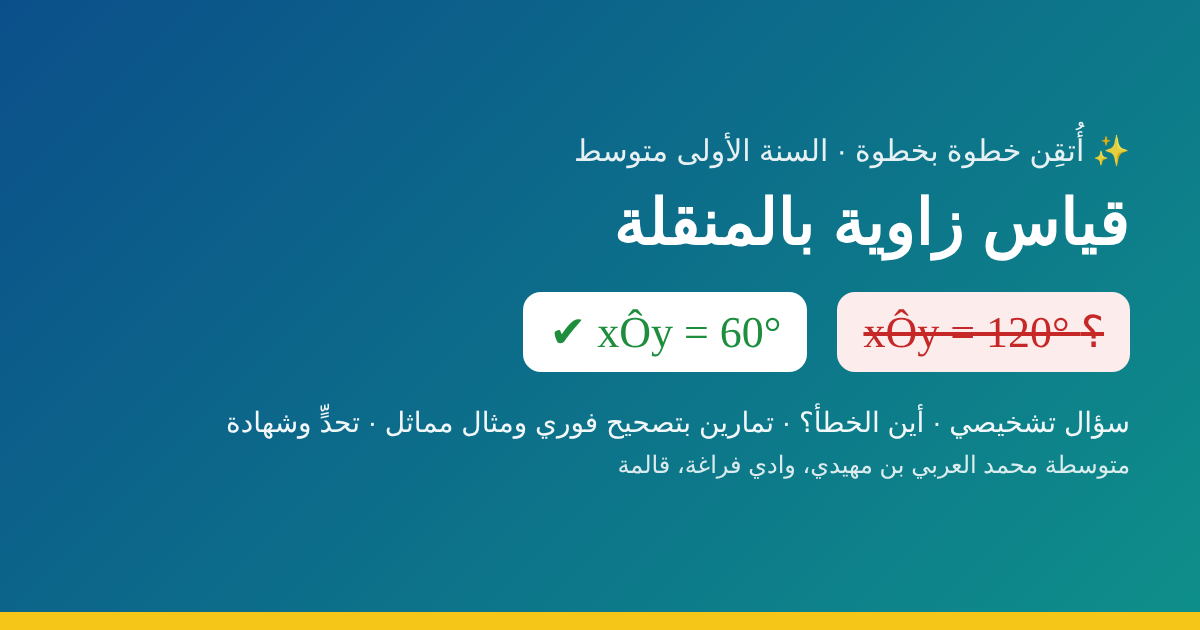 ✨ أُتقِن خطوة بخطوة · السنة الأولى متوسط
قياس زاوية بالمنقلة
xÔy = 120° ؟
xÔy = 60° ✔
سؤال تشخيصي · أين الخطأ؟ · تمارين بتصحيح فوري ومثال مماثل · تحدٍّ وشهادة
متوسطة محمد العربي بن مهيدي، وادي فراغة، قالمة